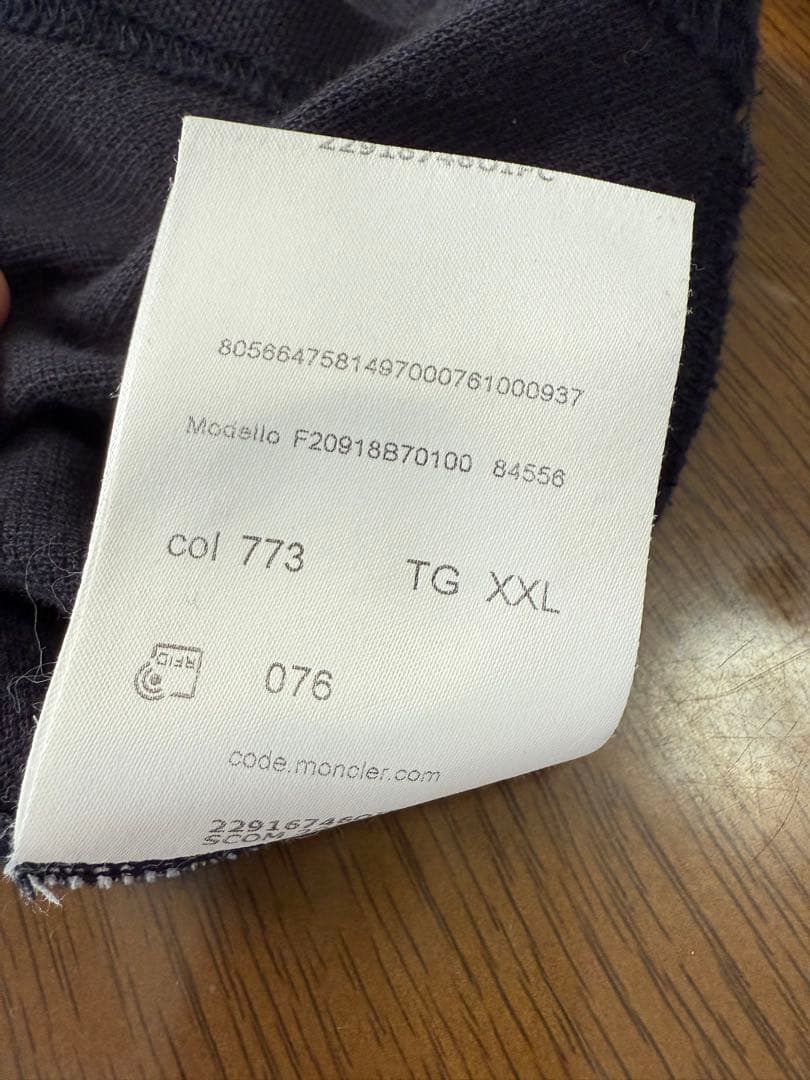 8056647581497000761000937
Modello F20918B70100 84556
col 773 TG XXL
RFID 076
code.moncler.com